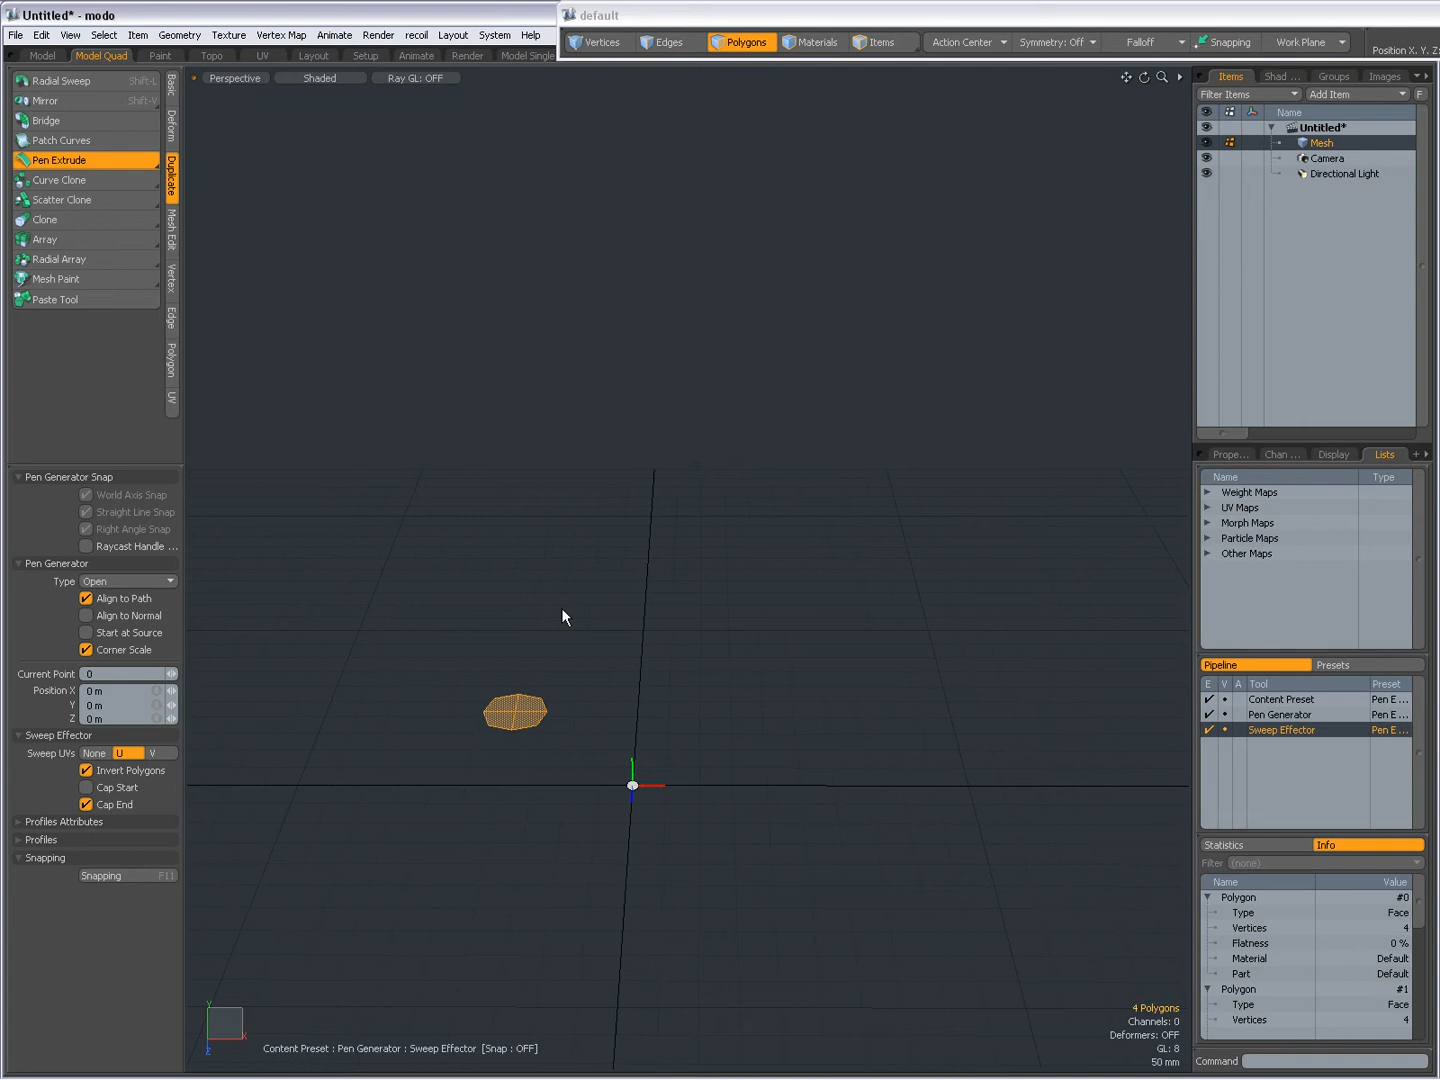 Untitled* - modo
default
File Edit View Select Item Geometry Texture Vertex Map Animate Render recoil Layout System Help
Vertices Edges Polygons Materials Items Action Center Symmetry: Off Falloff Snapping Work Plane Position X, Y, Z:
Model Model Quad Paint Topo UV Layout Setup Animate Render Model Single
Radial Sweep Shift-L
Mirror Shift-V
Bridge
Patch Curves
Pen Extrude
Curve Clone
Scatter Clone
Clone
Array
Radial Array
Mesh Paint
Paste Tool
Basic
Deform
Duplicate
Mesh Edit
Vertex
Edge
Polygon
UV
Perspective Shaded Ray GL: OFF
Pen Generator Snap
World Axis Snap
Straight Line Snap
Right Angle Snap
Raycast Handle ...
Pen Generator
Type Open
Align to Path
Align to Normal
Start at Source
Corner Scale
Current Point 0
Position X 0 m
Y 0 m
Z 0 m
Sweep Effector
Sweep UVs None U V
Invert Polygons
Cap Start
Cap End
Profiles Attributes
Profiles
Snapping
Snapping F11
Y
X
Z
Content Preset : Pen Generator : Sweep Effector [Snap : OFF]
4 Polygons
Channels: 0
Deformers: OFF
GL: 8
50 mm
Items Shad ... Groups Images
Filter Items Add Item F
Name
Untitled*
Mesh
Camera
Directional Light
Prope... Chan ... Display Lists
Name Type
Weight Maps
UV Maps
Morph Maps
Particle Maps
Other Maps
Pipeline Presets
E V A Tool Preset
Content Preset Pen E ...
Pen Generator Pen E ...
Sweep Effector Pen E ...
Statistics Info
Filter (none)
Name Value
Polygon #0
Type Face
Vertices 4
Flatness 0 %
Material Default
Part Default
Polygon #1
Type Face
Vertices 4
Command